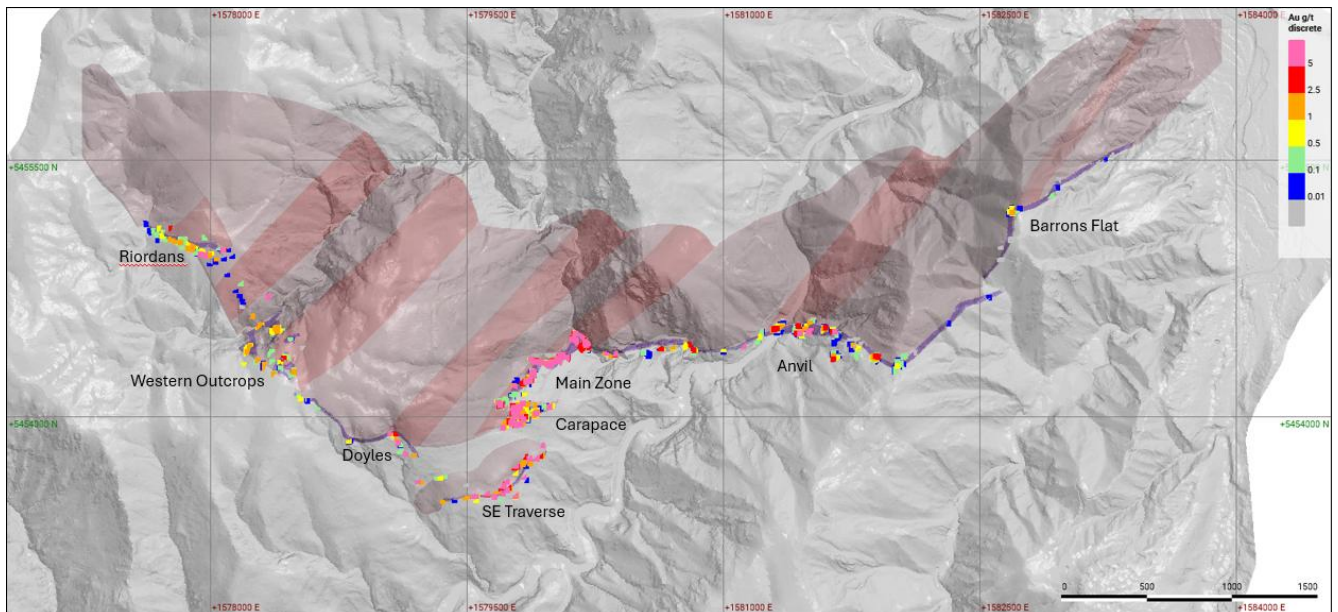 +1578000 E
+1579500 E
+1581000 E
+1582500 E
+1584000 E
Au g/t
discrete
5
2.5
1
0.5
0.1
0.01
+5455500 N
Riordans
Barrons Flat
Western Outcrops
Main Zone
Anvil
Carapace
+5454000 N
+5454000 N
Doyles
SE Traverse
0
500
1000
1500
+1578000 E
+1579500 E
+1581000 E
+1582500 E
+1584000 E